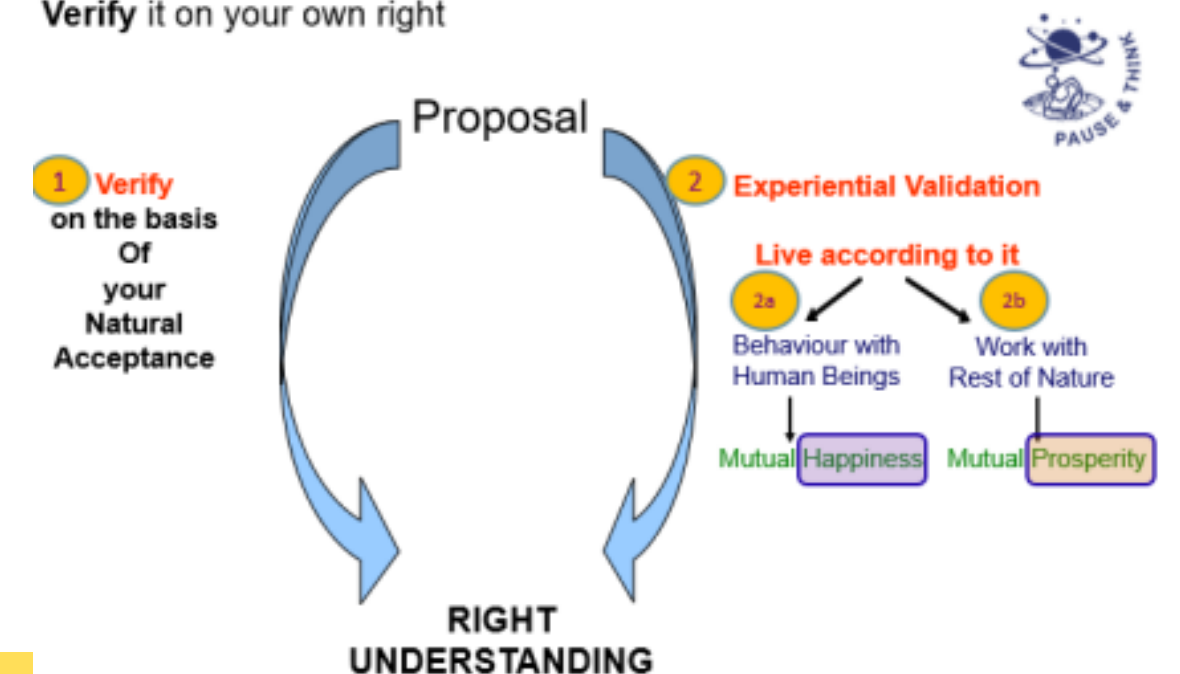 Verify it on your own right
PAUSE & THINK
Proposal
1 Verify
on the basis
Of
your
Natural
Acceptance
2 Experiential Validation
Live according to it
2a
Behaviour with
Human Beings
Mutual Happiness
2b
Work with
Rest of Nature
Mutual Prosperity
RIGHT
UNDERSTANDING